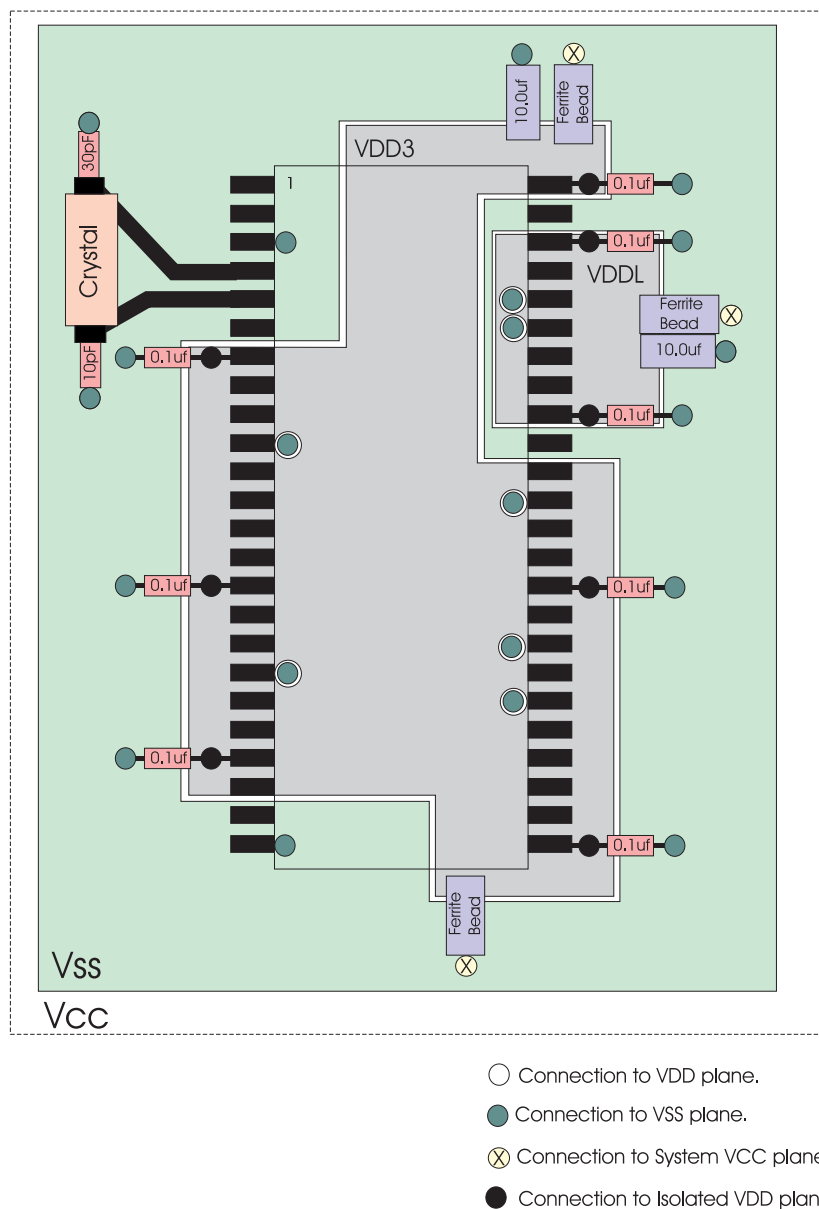 10.0uf
Ferrite
Bead
VDD3
30pF
1
0.1uf
Crystal
0.1uf
VDDL
Ferrite
Bead
10.0uf
0.1uf
10pF
0.1uf
0.1uf
0.1uf
0.1uf
0.1uf
Ferrite
Bead
Vss
Vcc
X Connection to VDD plane.
Connection to VSS plane.
X Connection to System VCC plane
Connection to Isolated VDD plan